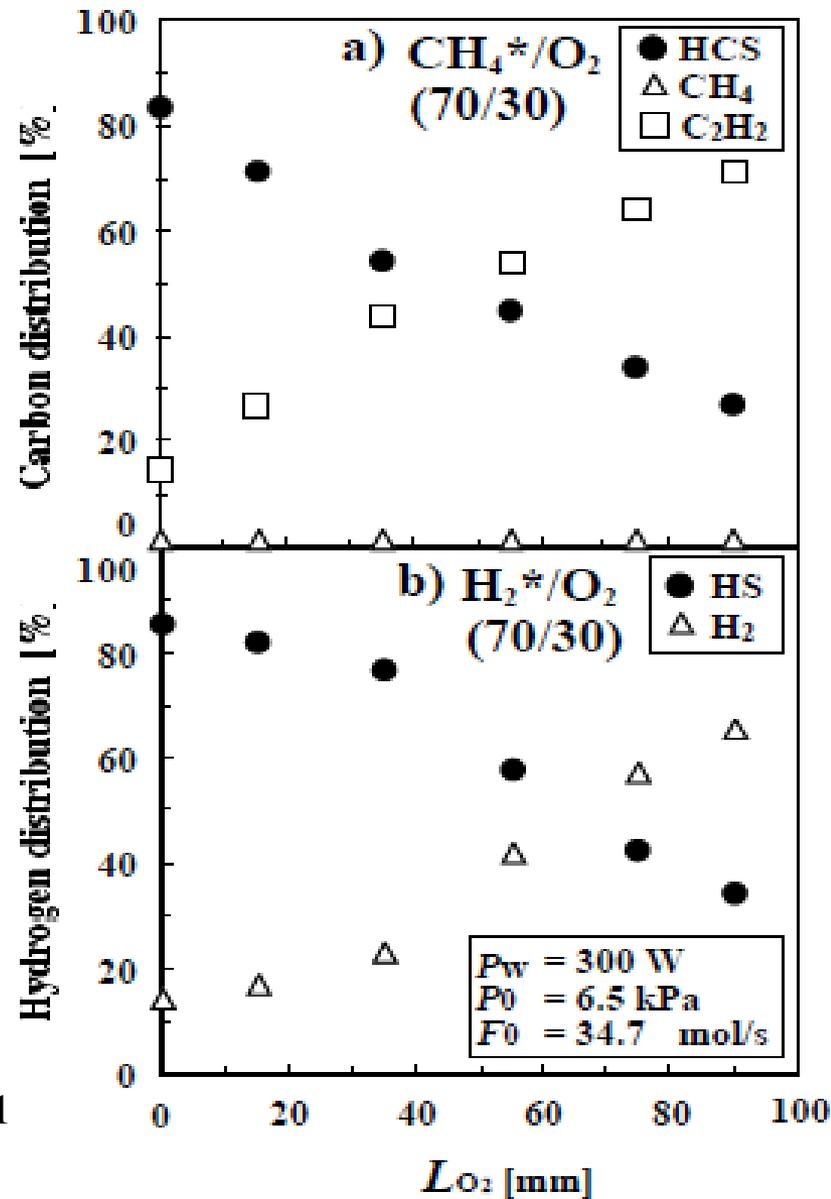 100
80
60
40
20
0
Carbon distribution [%.
a) CH₄*/O₂
(70/30)
HCS
CH₄
C₂H₂
100
80
60
40
20
0
Hydrogen distribution [%.
b) H₂*/O₂
(70/30)
HS
H₂
Pw = 300 W
P0 = 6.5 kPa
F0 = 34.7 mol/s
0 20 40 60 80 100
Lo₂ [mm]